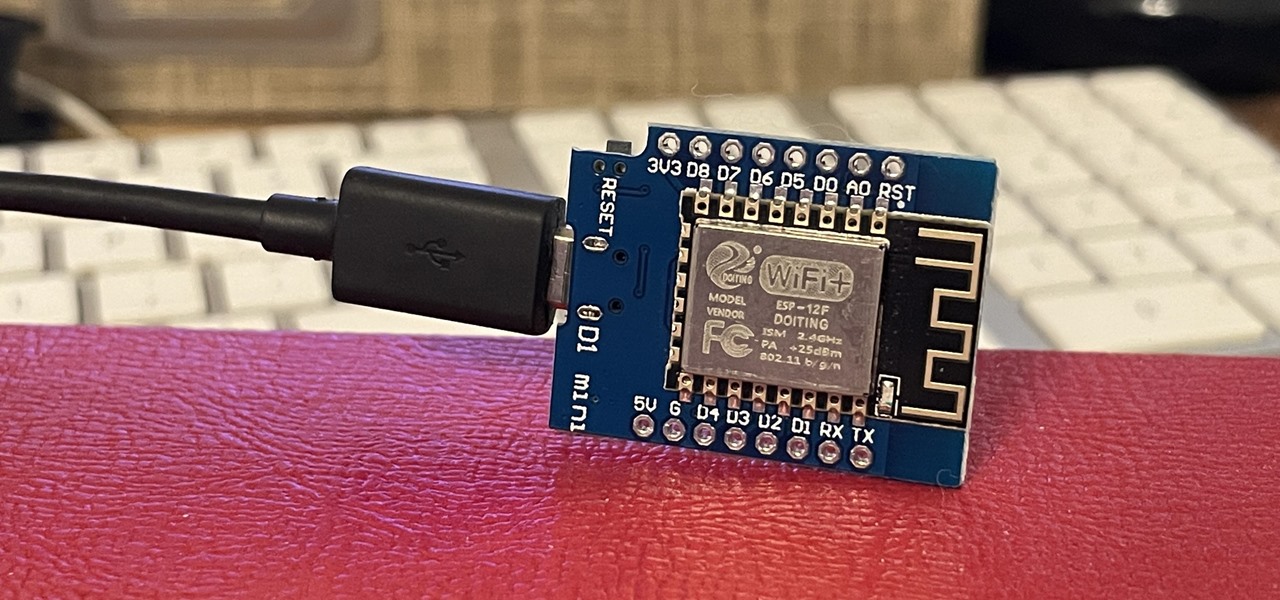 3V3 D8 D7 D6 D5 D0 A0 RST
RESET
DOITING
WiFi+
MODEL ESP-12F
VENDOR DOITING
FC ISM 2.4GHz
PA +25dBm
802.11 b/g/n
D1 mini
5V G D4 D3 D2 D1 RX TX